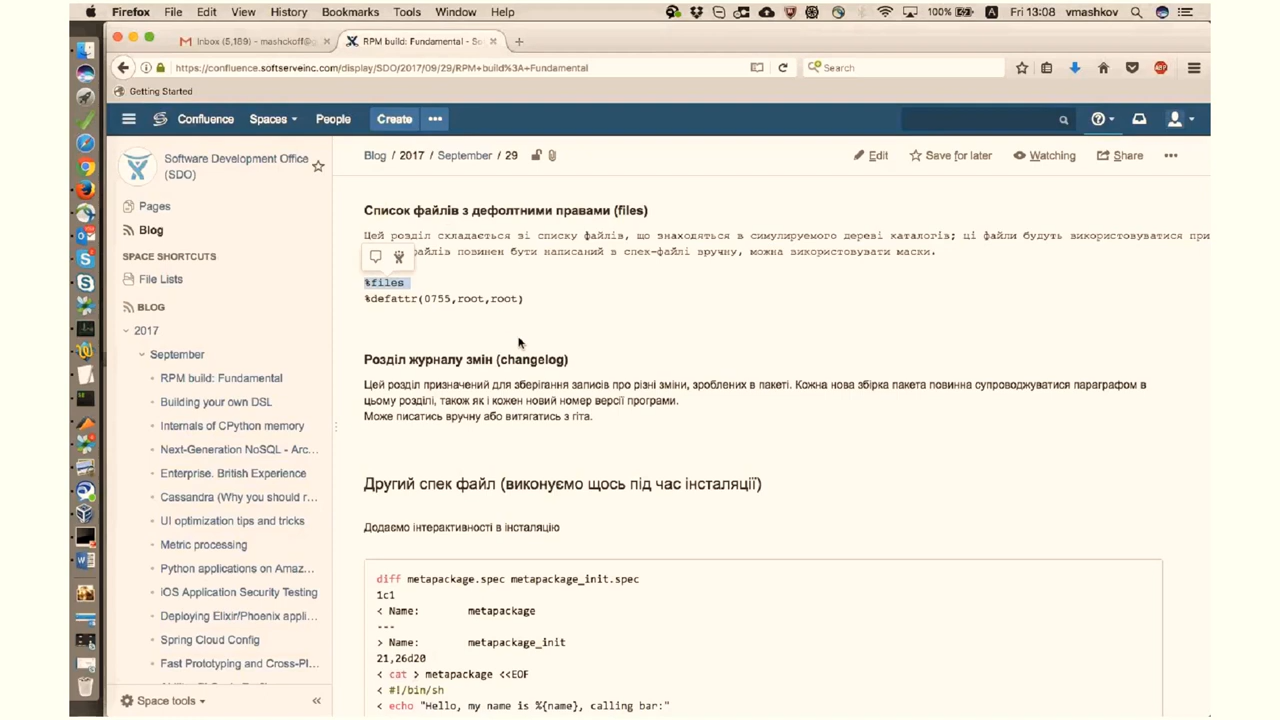 Firefox File Edit View History Bookmarks Tools Window Help 100% A Fri 13:08 vmashkov
Inbox (5,189) - mashckoff@g
RPM build: Fundamental - So
https://confluence.softserveinc.com/display/SDO/2017/09/29/RPM+build%3A+Fundamental
Search
ABP
Getting Started
Confluence Spaces People Create
Software Development Office (SDO)
Pages
Blog
SPACE SHORTCUTS
File Lists
BLOG
2017
September
RPM build: Fundamental
Building your own DSL
Internals of CPython memory
Next-Generation NoSQL - Arc...
Enterprise. British Experience
Cassandra (Why you should r...
UI optimization tips and tricks
Metric processing
Python applications on Amaz...
iOS Application Security Testing
Deploying Elixir/Phoenix appli...
Spring Cloud Config
Fast Prototyping and Cross-Pl...
Space tools
Blog / 2017 / September / 29
Edit Save for later Watching Share
Список файлів з дефолтними правами (files)
Цей розділ складається зі списку файлів, що знаходяться в симулируемого дереві каталогів; ці файли будуть використовуватися при
файлів повинен бути написаний в спек-файлі вручну, можна використовувати маски.
%files
%defattr(0755,root,root)
Розділ журналу змін (changelog)
Цей розділ призначений для зберігання записів про різні зміни, зроблених в пакеті. Кожна нова збірка пакета повинна супроводжуватися параграфом в
цьому розділі, також як і кожен новий номер версії програми.
Може писатись вручну або витягатись з гіта.
Другий спек файл (виконуємо щось під час інсталяції)
Додаємо інтерактивності в інсталяцію
diff metapackage.spec metapackage_init.spec
1c1
< Name: metapackage
---
> Name: metapackage_init
21,26d20
< cat > metapackage <<EOF
< #!/bin/sh
< echo "Hello, my name is %{name}, calling bar:"